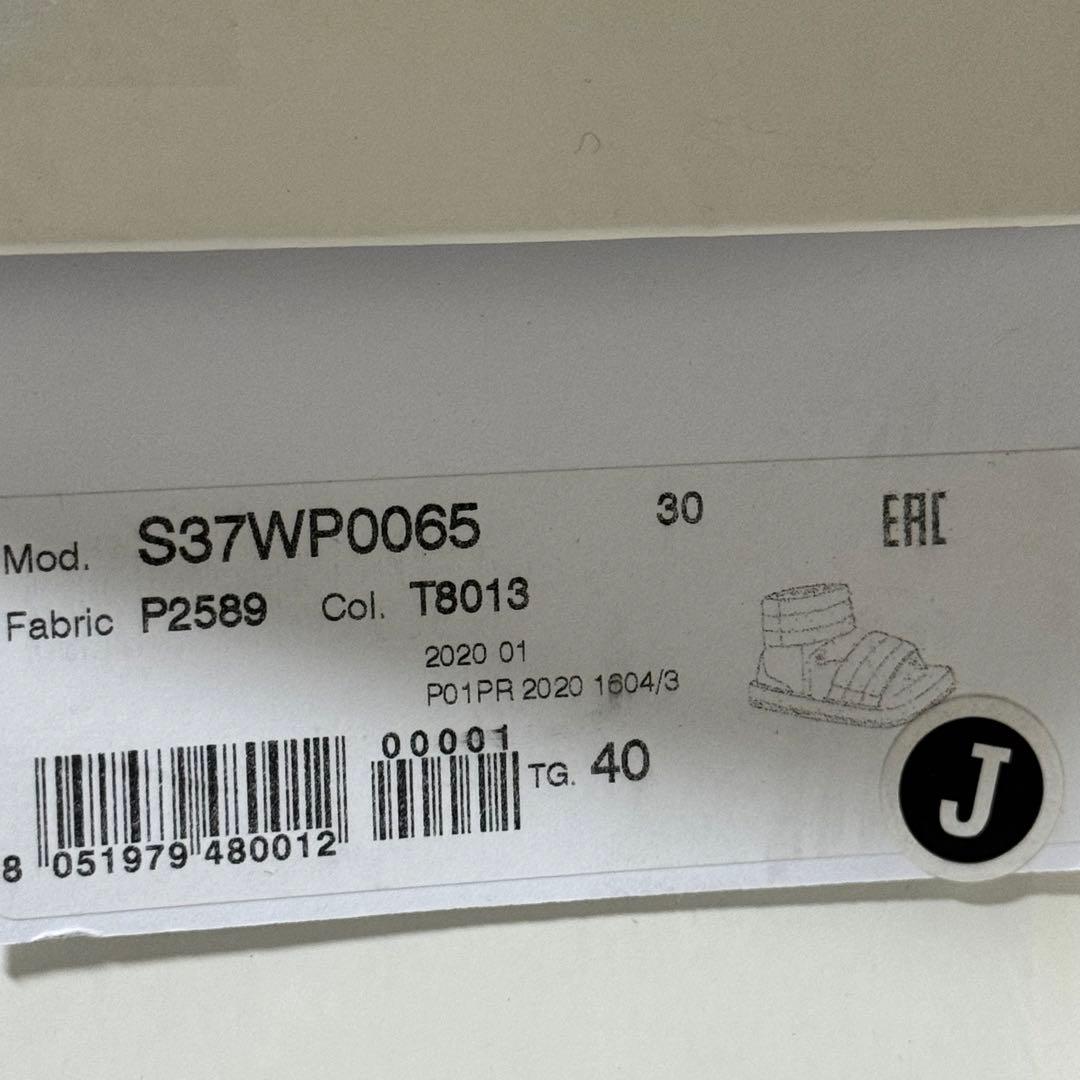 Mod. S37WP0065 30 EAC
Fabric P2589 Col. T8013
2020 01
P01PR 2020 1604/3
00001
TG. 40
8 051979 480012
J